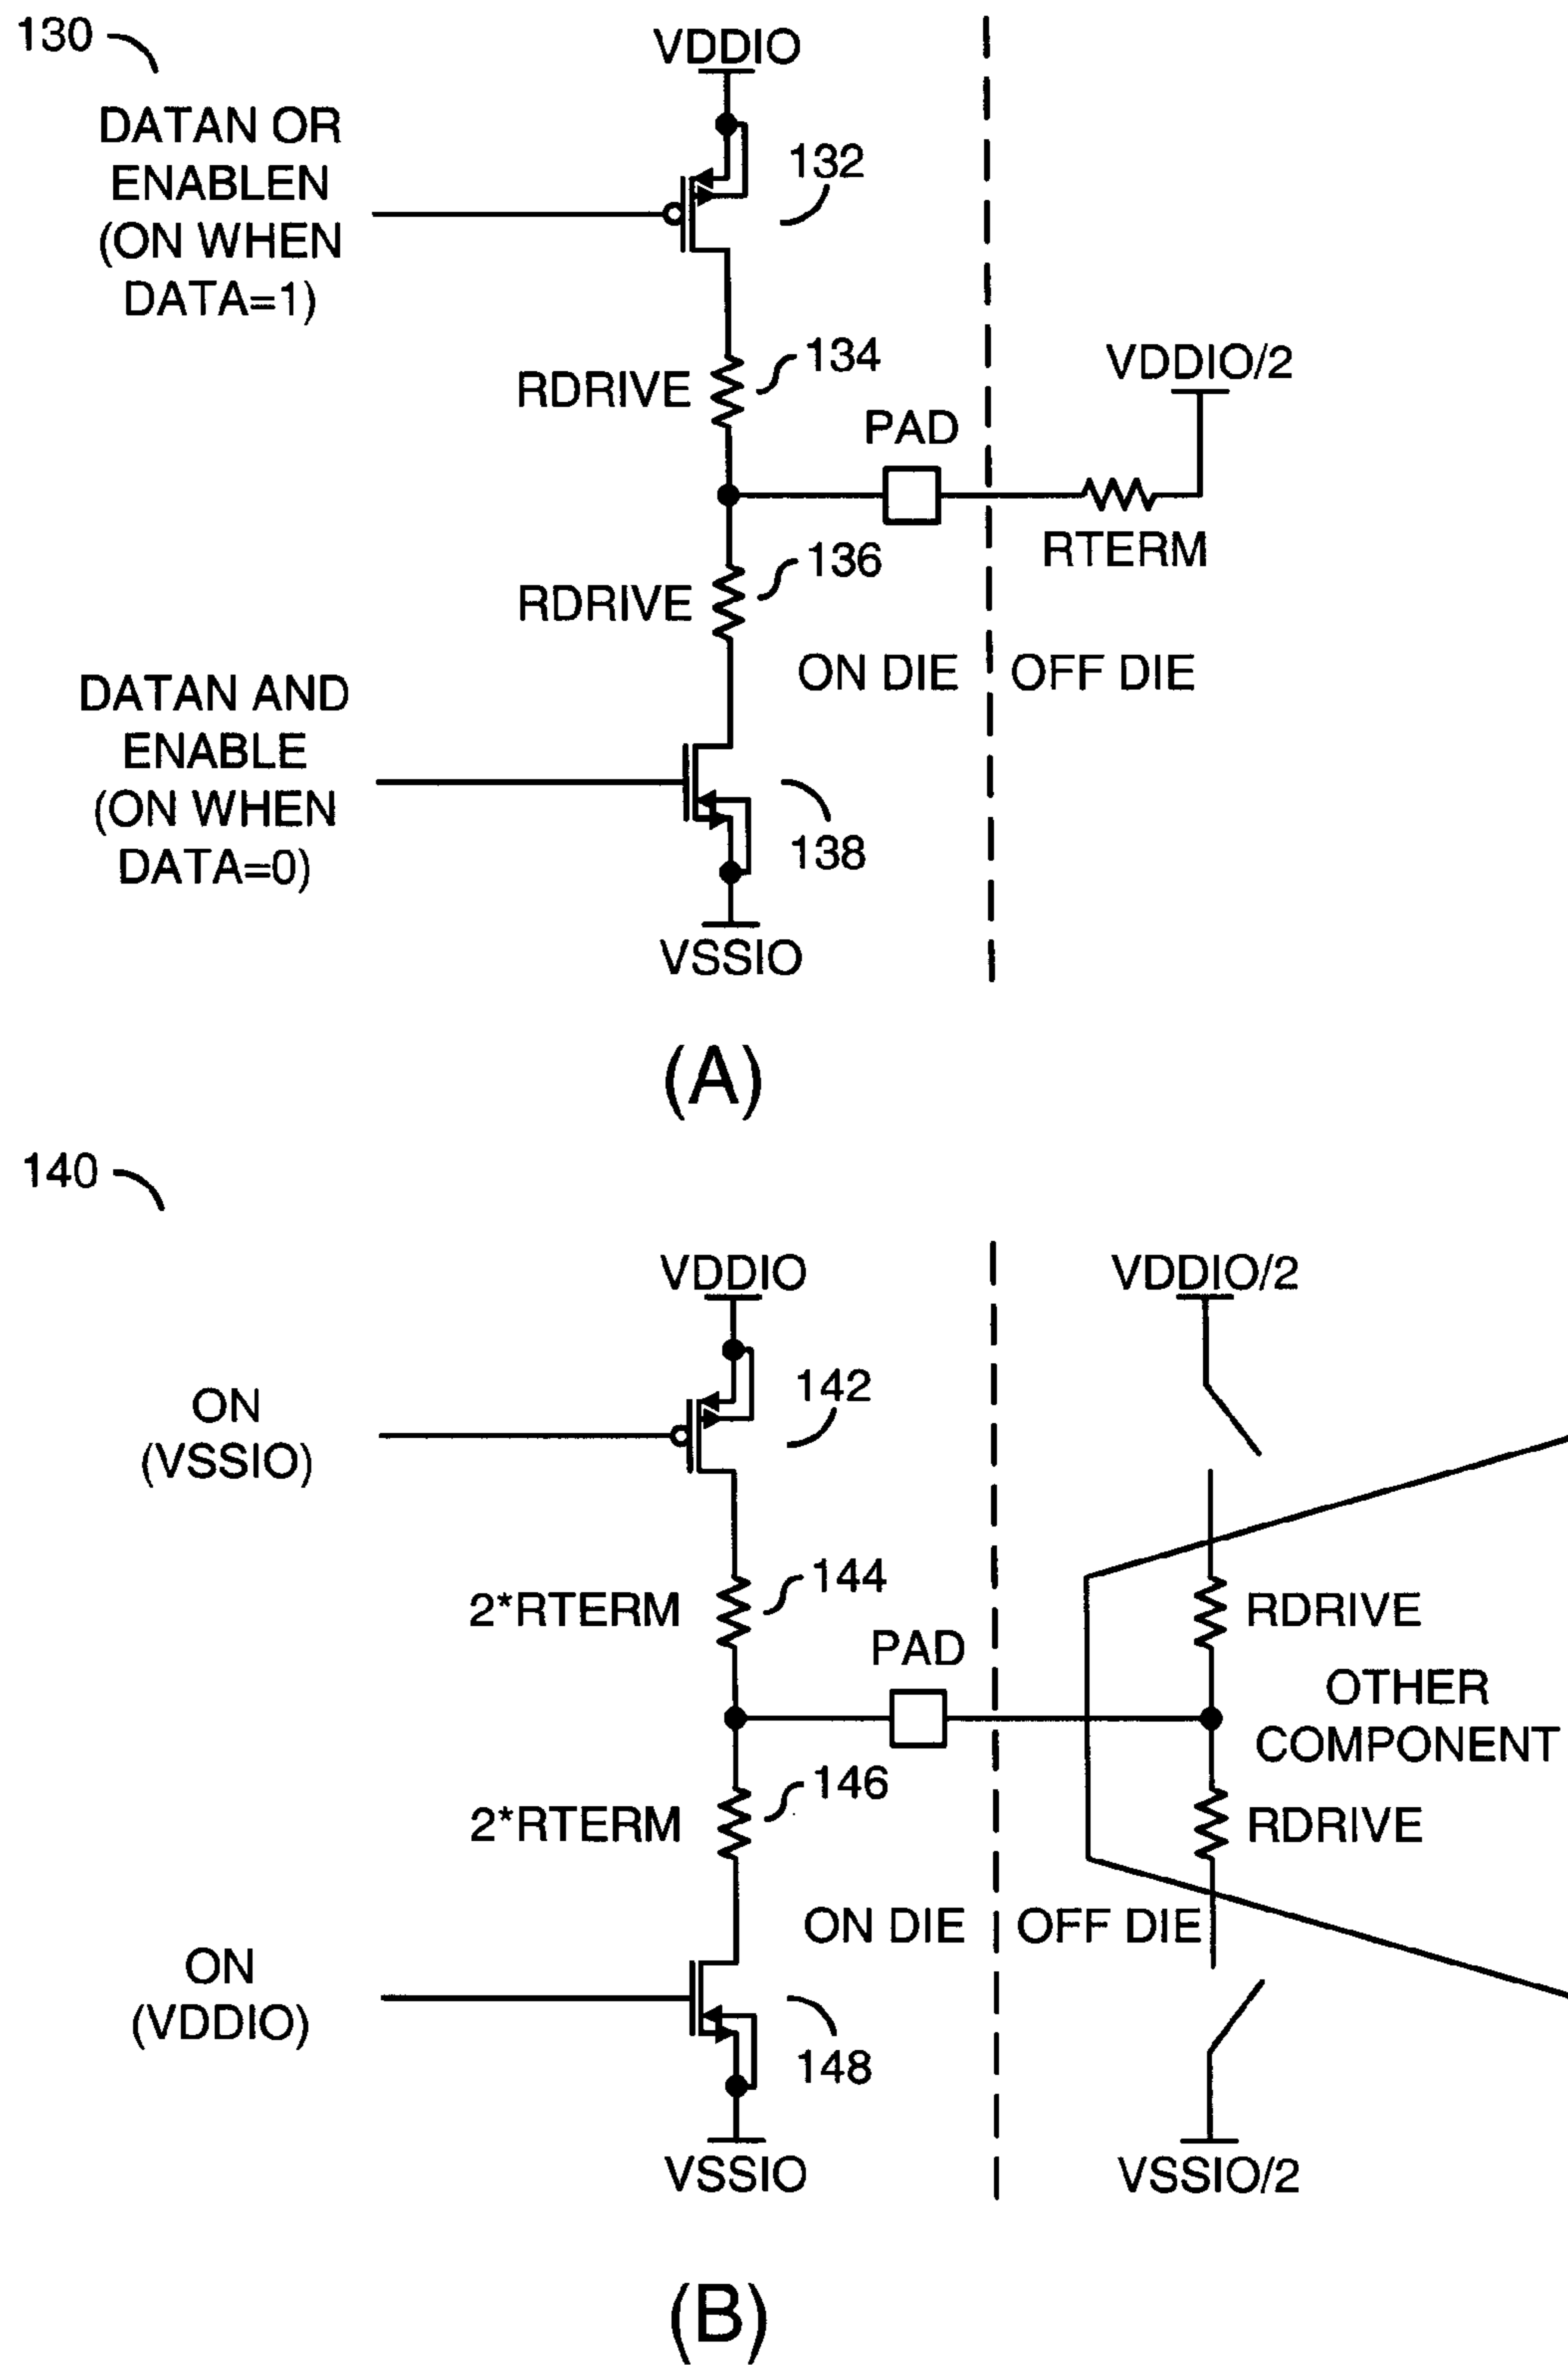 130
VDDIO
DATAN OR
ENABLEN
(ON WHEN
DATA=1)
132
134
RDRIVE
VDDIO/2
PAD
RTERM
136
RDRIVE
ON DIE
OFF DIE
DATAN AND
ENABLE
(ON WHEN
DATA=0)
138
VSSIO
(A)
140
VDDIO
VDDIO/2
ON
(VSSIO)
142
144
2*RTERM
RDRIVE
PAD
OTHER
COMPONENT
146
2*RTERM
RDRIVE
ON DIE
OFF DIE
ON
(VDDIO)
148
VSSIO
VSSIO/2
(B)